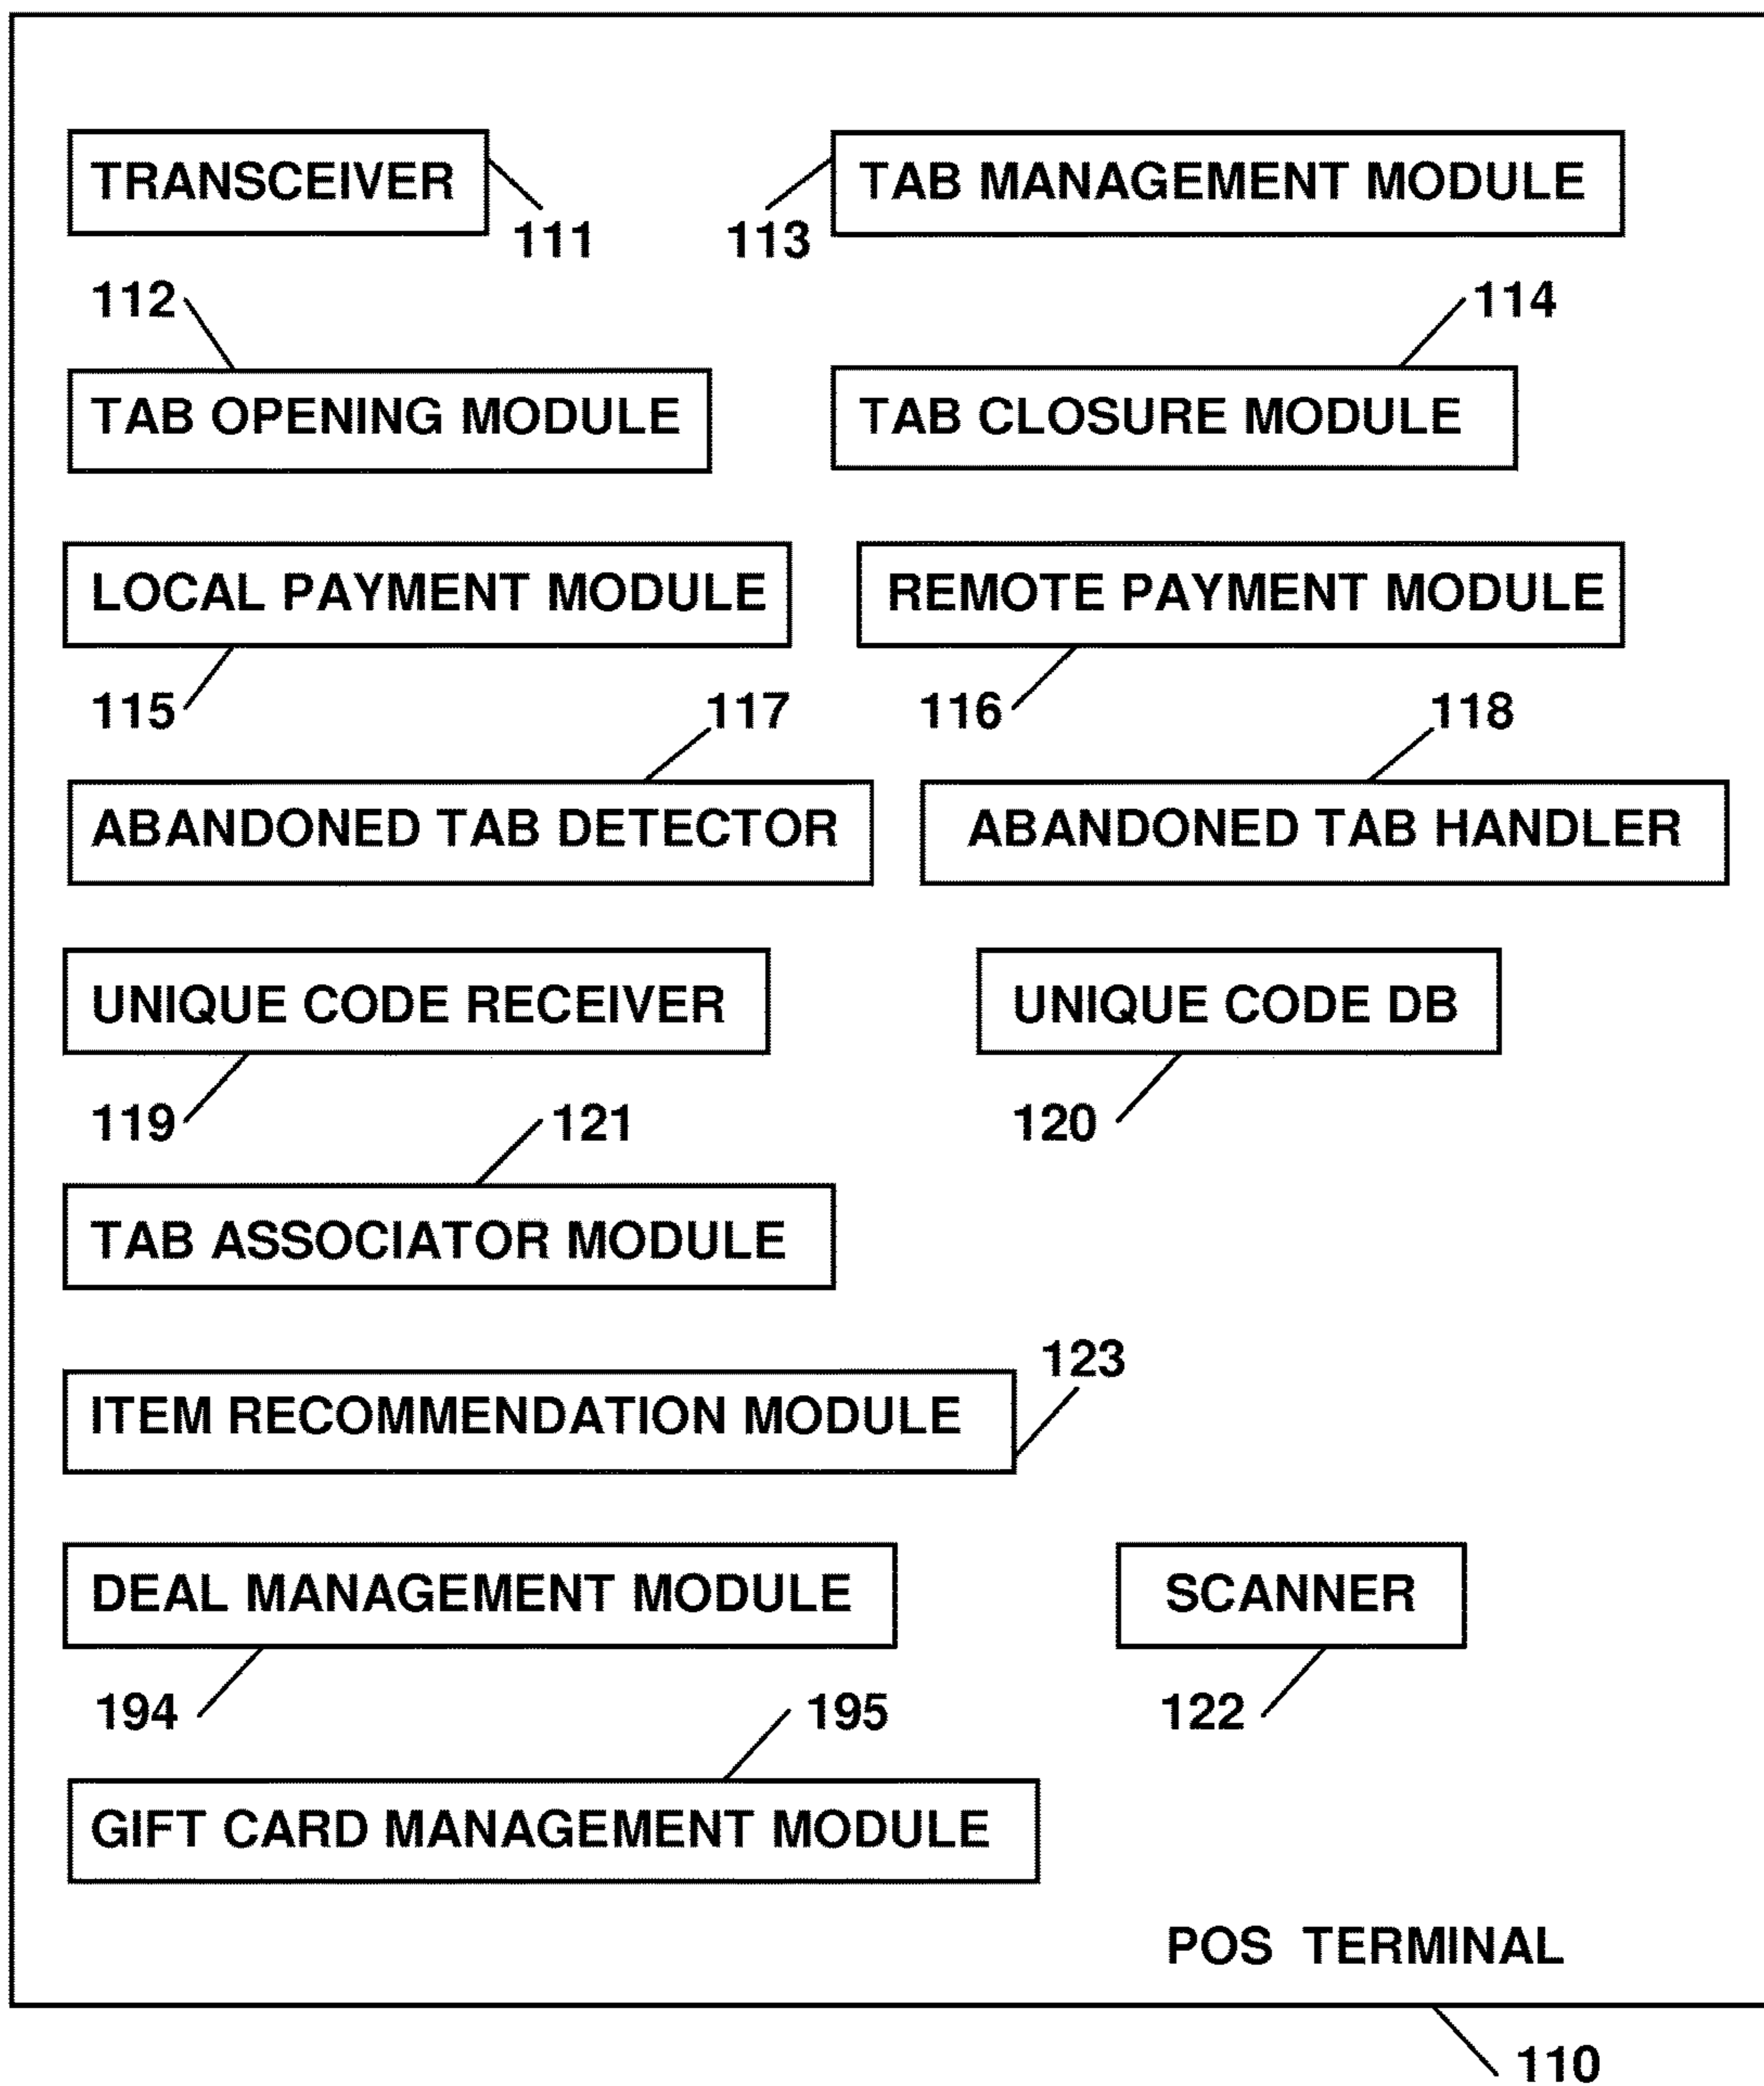 TRANSCEIVER
TAB MANAGEMENT MODULE
111
113
112
114
TAB OPENING MODULE
TAB CLOSURE MODULE
LOCAL PAYMENT MODULE
REMOTE PAYMENT MODULE
115
117
116
118
ABANDONED TAB DETECTOR
ABANDONED TAB HANDLER
UNIQUE CODE RECEIVER
UNIQUE CODE DB
119
121
120
TAB ASSOCIATOR MODULE
123
ITEM RECOMMENDATION MODULE
DEAL MANAGEMENT MODULE
SCANNER
194
195
122
GIFT CARD MANAGEMENT MODULE
POS TERMINAL
110